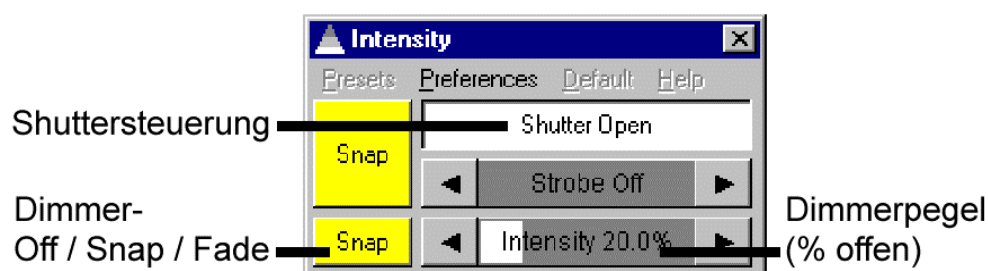 Intensity
Presets Preferences Default Help
Shuttersteuerung
Shutter Open
Snap
Strobe Off
Dimmer-
Off / Snap / Fade
Snap
Intensity 20.0%
Dimmerpegel
(% offen)